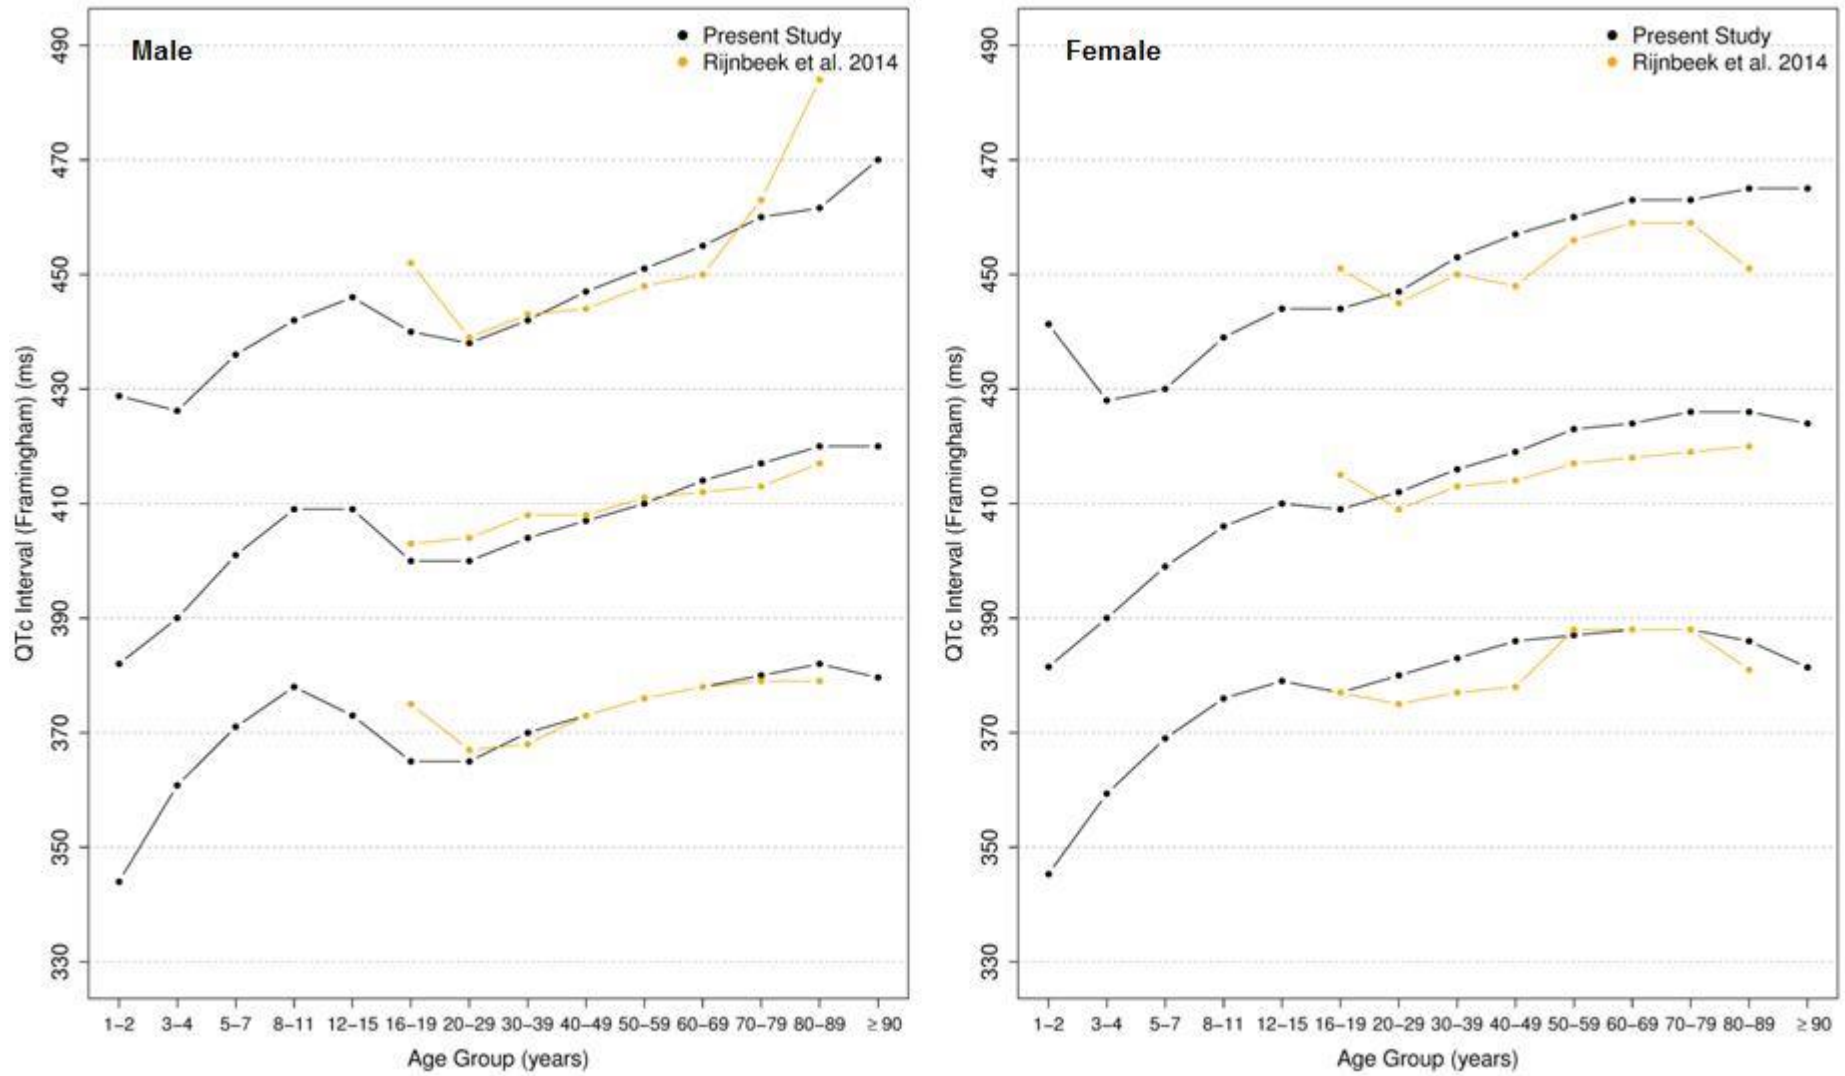 Male
Present Study
Rijnbeek et al. 2014
490
470
450
430
410
390
370
350
330
QTc Interval (Framingham) (ms)
1–2 3–4 5–7 8–11 12–15 16–19 20–29 30–39 40–49 50–59 60–69 70–79 80–89 ≥ 90
Age Group (years)
Female
Present Study
Rijnbeek et al. 2014
490
470
450
430
410
390
370
350
330
QTc Interval (Framingham) (ms)
1–2 3–4 5–7 8–11 12–15 16–19 20–29 30–39 40–49 50–59 60–69 70–79 80–89 ≥ 90
Age Group (years)